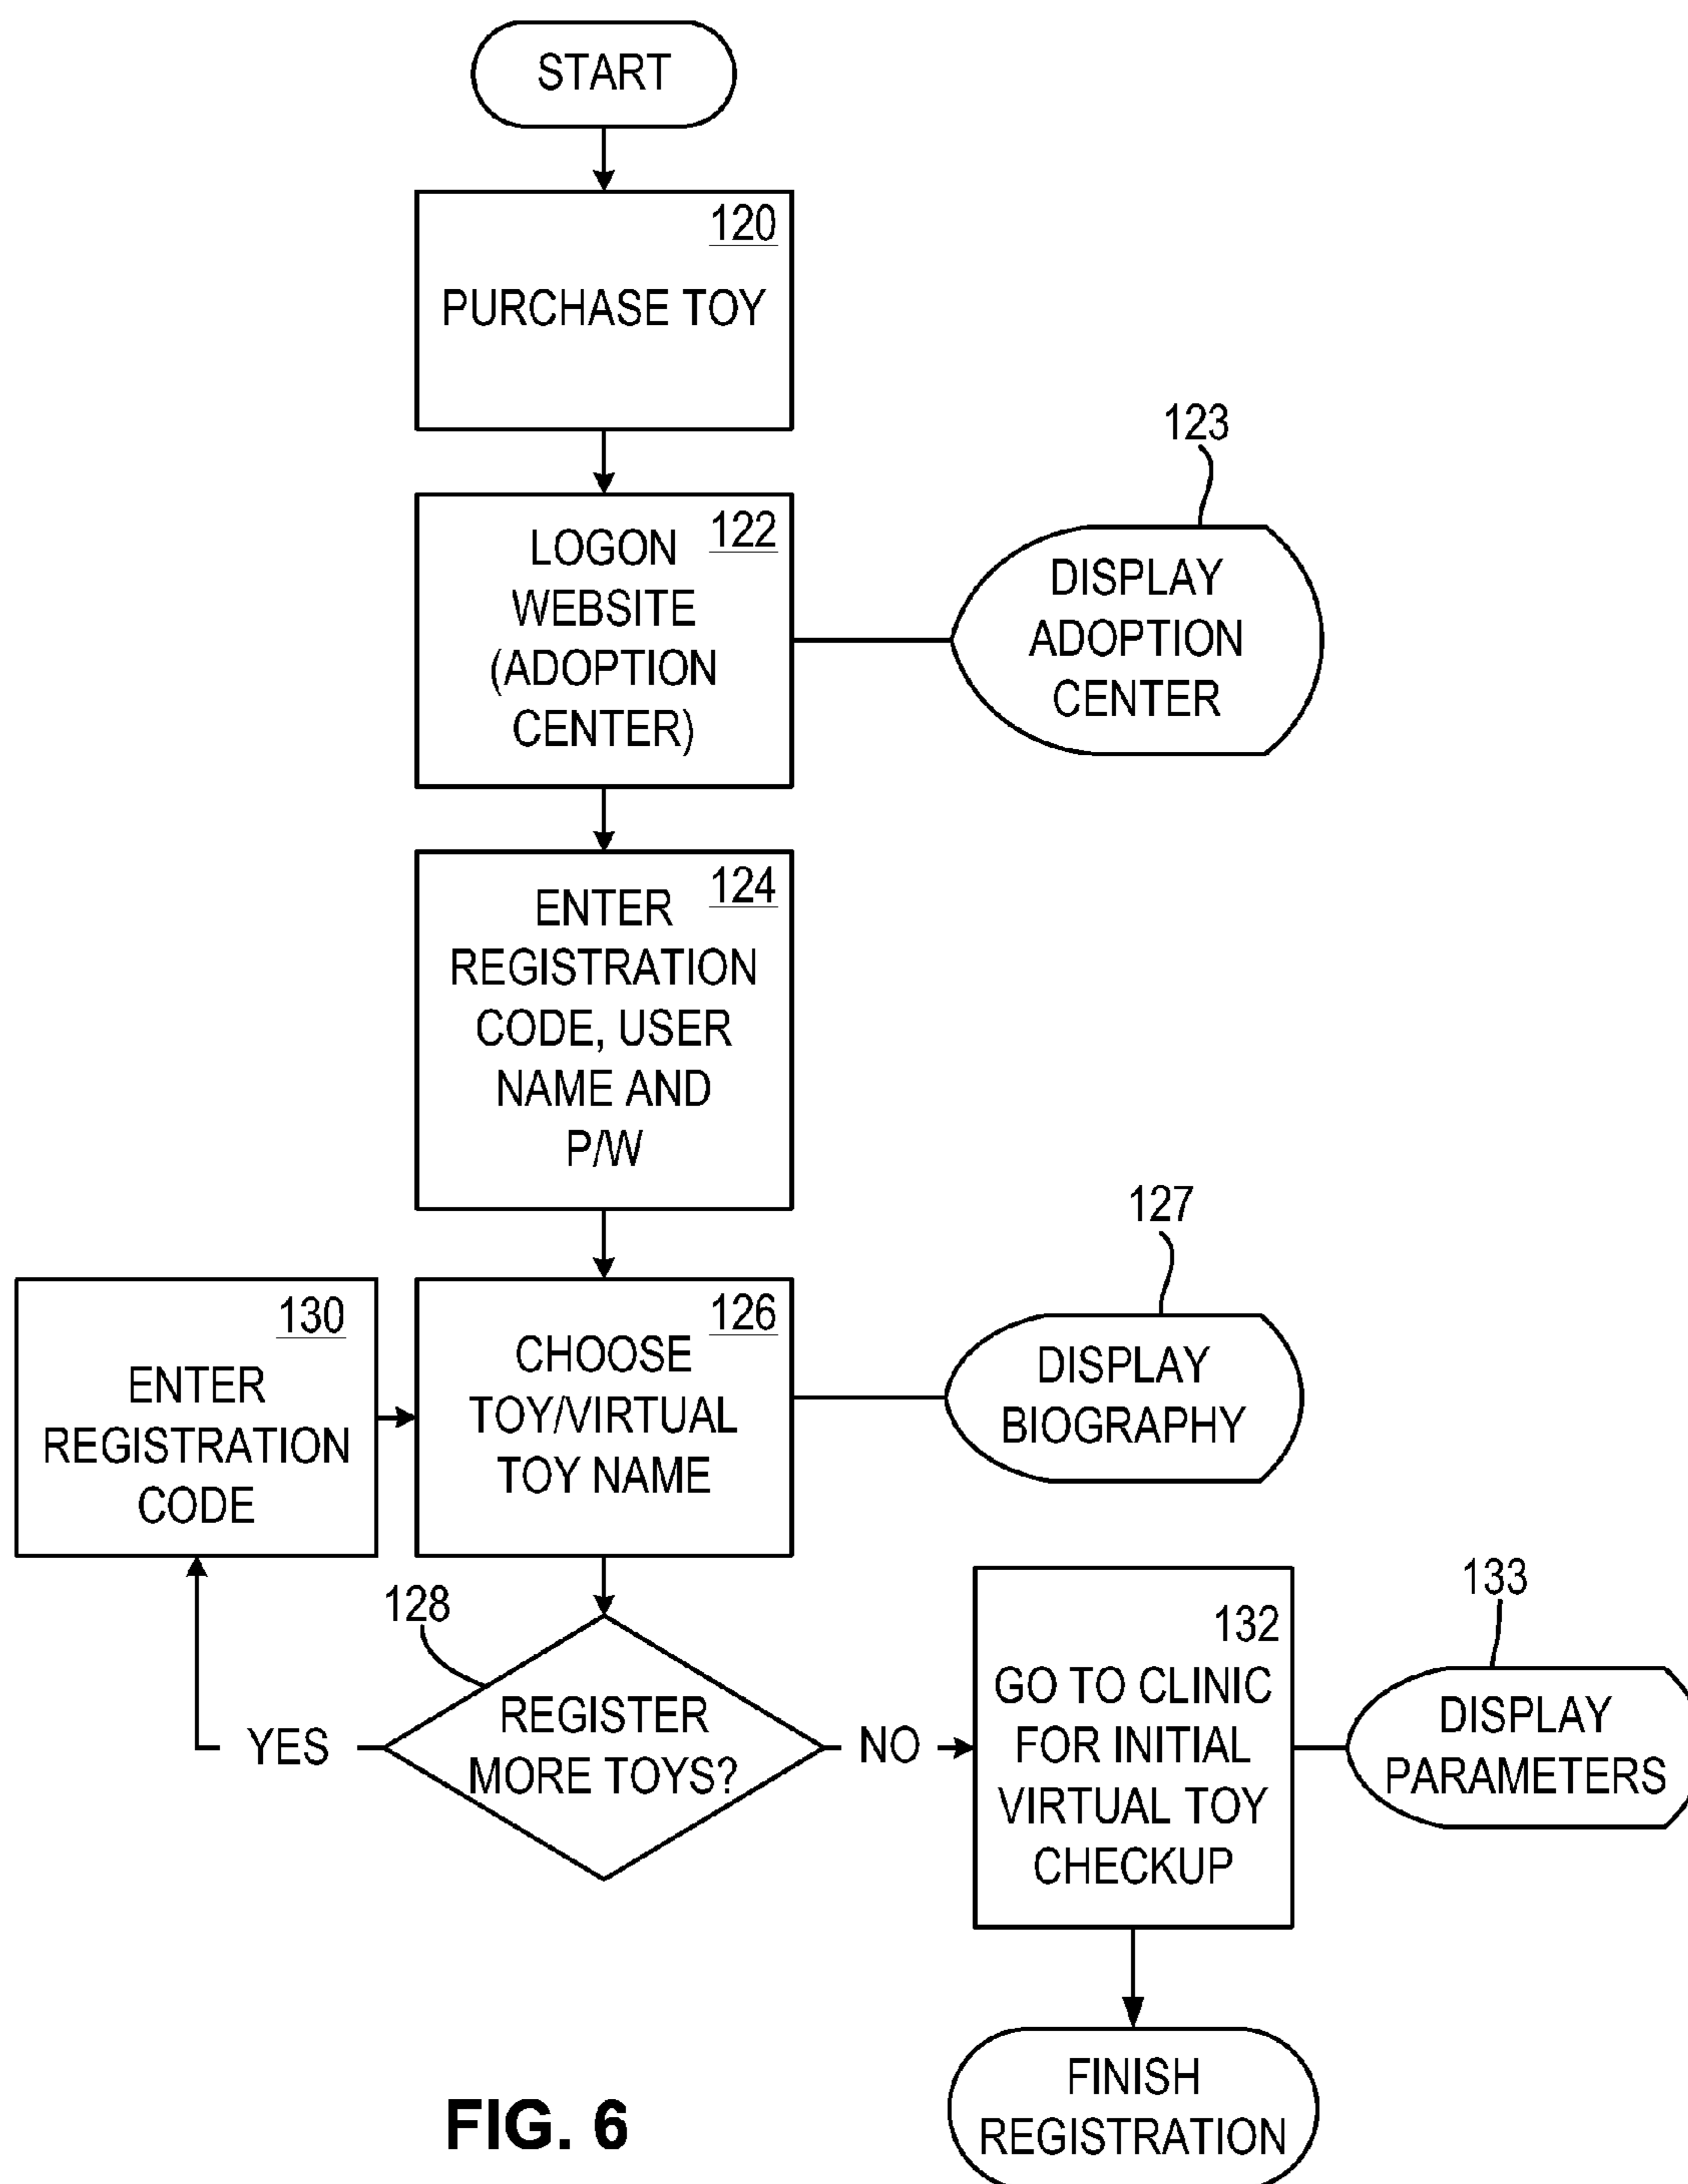 START
120
PURCHASE TOY
123
122
LOGON
WEBSITE
(ADOPTION
CENTER)
DISPLAY
ADOPTION
CENTER
124
ENTER
REGISTRATION
CODE, USER
NAME AND
P/W
127
130
ENTER
REGISTRATION
CODE
126
CHOOSE
TOY/VIRTUAL
TOY NAME
DISPLAY
BIOGRAPHY
128
REGISTER
MORE TOYS?
YES
NO
132
GO TO CLINIC
FOR INITIAL
VIRTUAL TOY
CHECKUP
133
DISPLAY
PARAMETERS
FINISH
REGISTRATION
FIG. 6